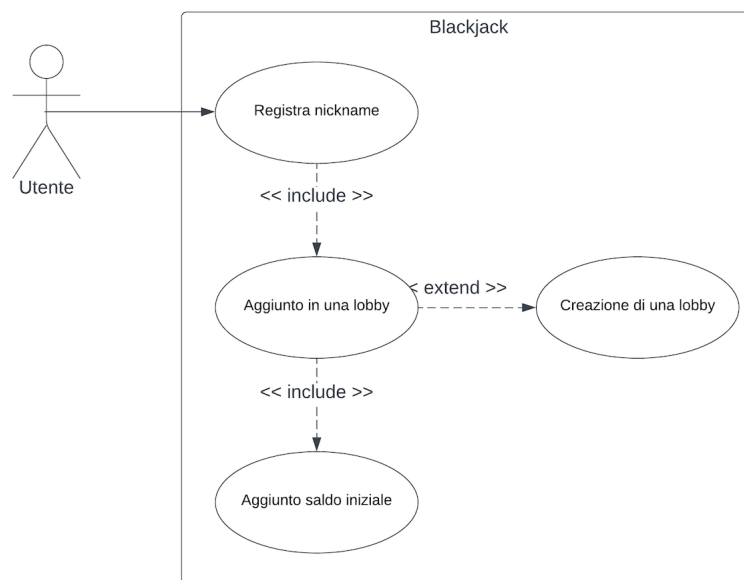 Blackjack
Registra nickname
Utente
<< include >>
Aggiunto in una lobby
< extend >>
Creazione di una lobby
<< include >>
Aggiunto saldo iniziale